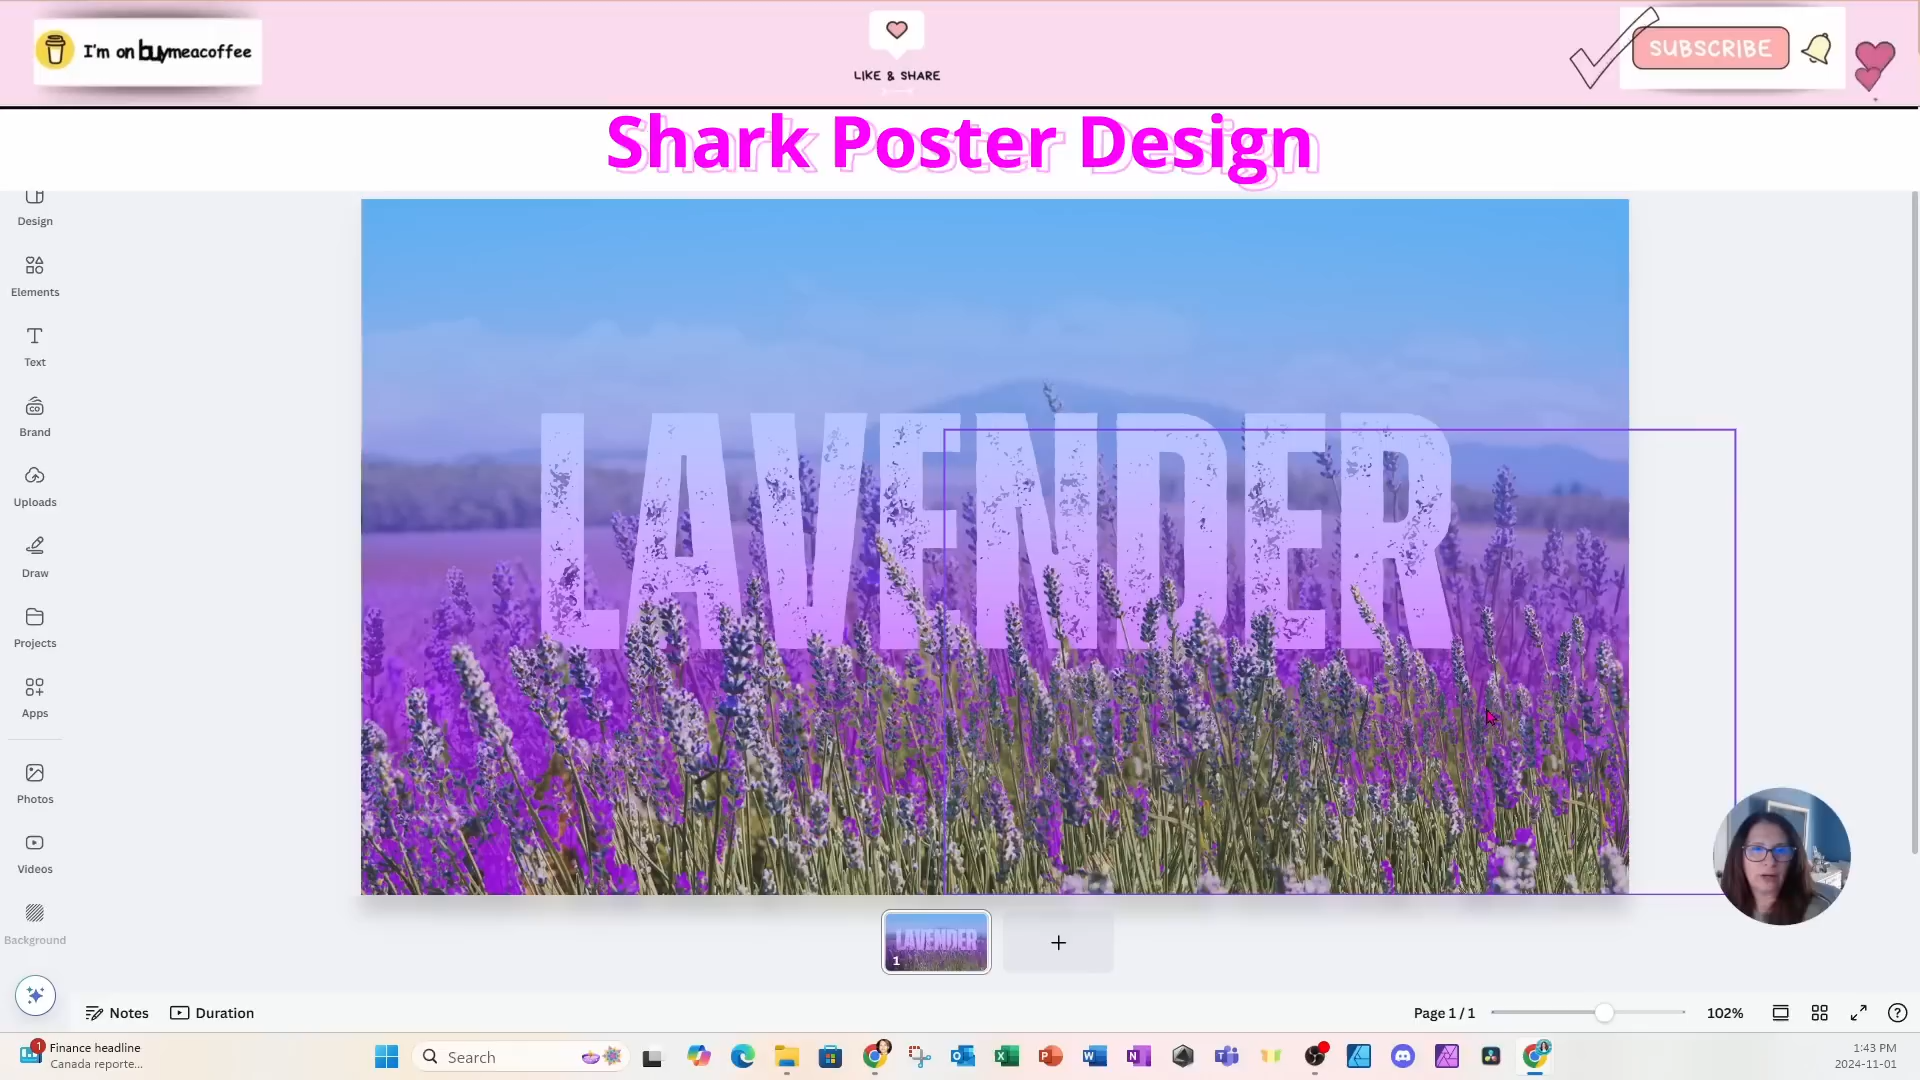 I'm on buymeacoffee
LIKE & SHARE
SUBSCRIBE
Shark Poster Design
Design
Elements
Text
Brand
Uploads
Draw
Projects
Apps
Photos
Videos
Background
LAVENDER
LAVENDER
1
Notes
Duration
Page 1 / 1
102%
1
Finance headline
Canada reporte...
Search
1:43 PM
2024-11-01